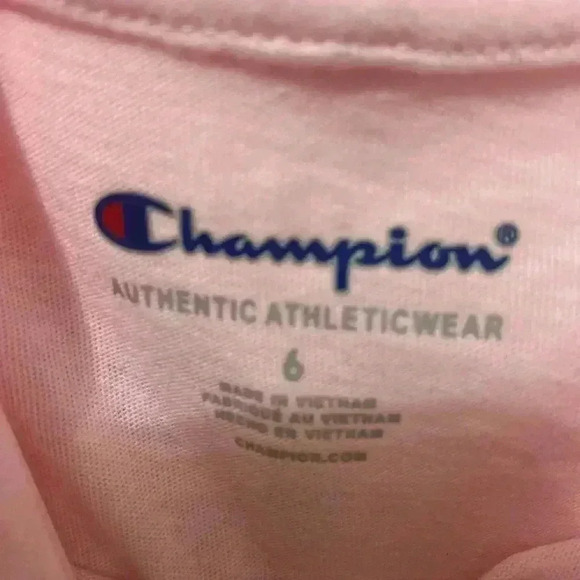 Champion®
AUTHENTIC ATHLETICWEAR
6
MADE IN VIETNAM
FABRIQUÉ AU VIETNAM
HECHO EN VIETNAM
CHAMPION.COM